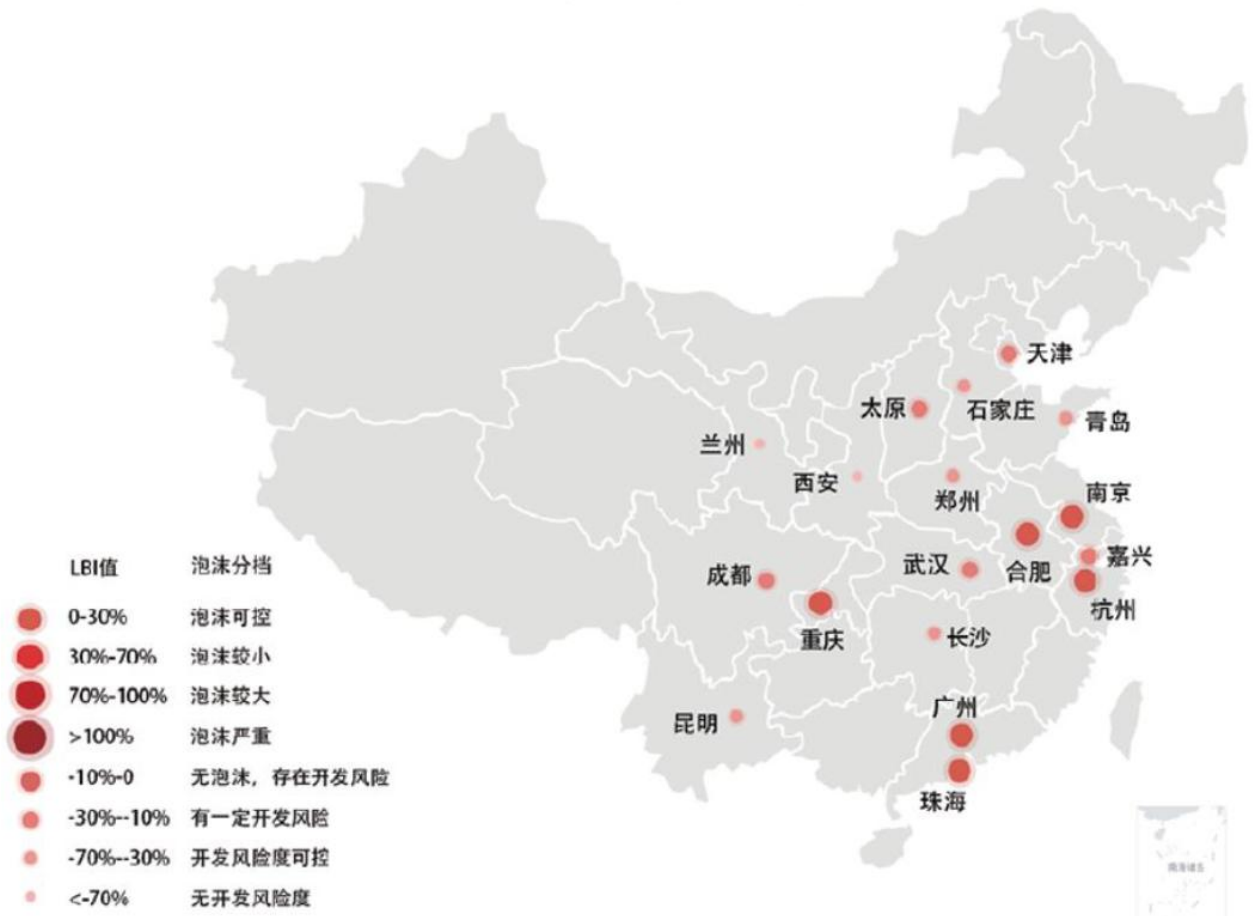 天津
太原
石家庄
青岛
兰州
西安
郑州
南京
嘉兴
武汉
合肥
成都
杭州
重庆
长沙
广州
昆明
珠海
南海诸岛
LBI值 泡沫分挡
0-30% 泡沫可控
30%-70% 泡沫较小
70%-100% 泡沫较大
>100% 泡沫严重
-10%-0 无泡沫，存在开发风险
-30%--10% 有一定开发风险
-70%--30% 开发风险度可控
<-70% 无开发风险度